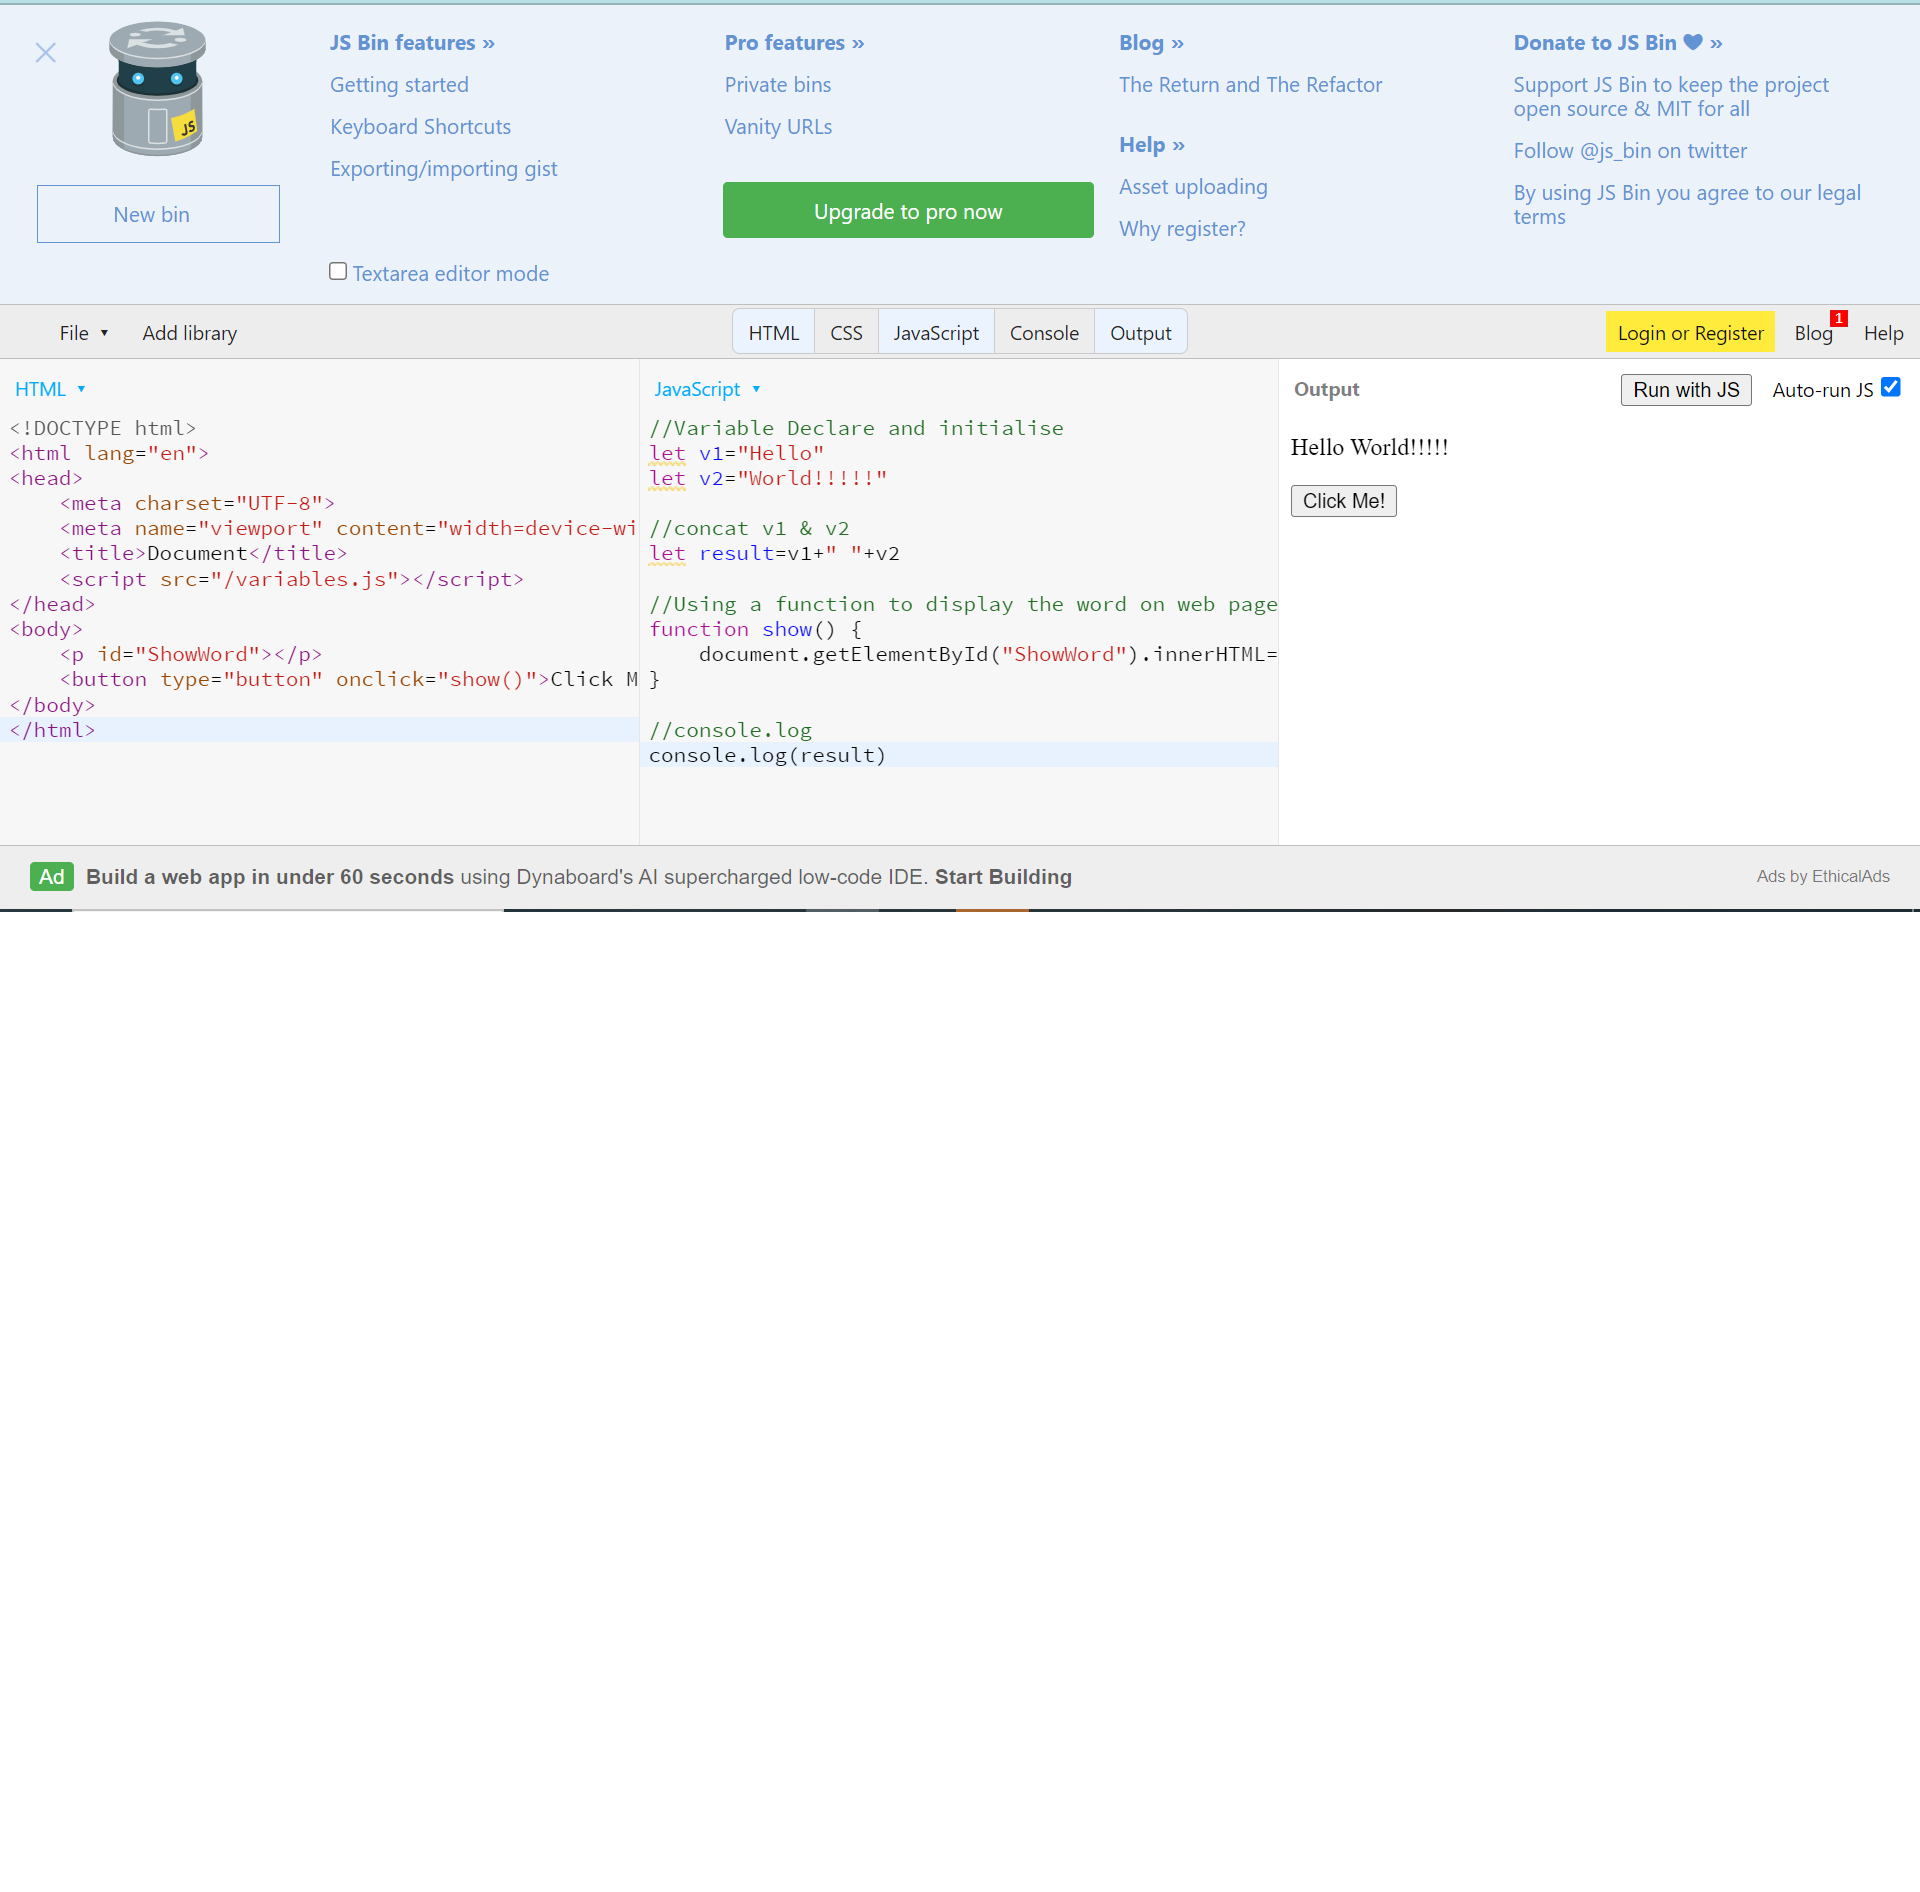 JS Bin features »
Getting started
Keyboard Shortcuts
Exporting/importing gist
Textarea editor mode
JS
New bin
Pro features »
Private bins
Vanity URLs
Upgrade to pro now
Blog »
The Return and The Refactor
Help »
Asset uploading
Why register?
Donate to JS Bin ♥ »
Support JS Bin to keep the project
open source & MIT for all
Follow @js_bin on twitter
By using JS Bin you agree to our legal
terms
File ▼ Add library
HTML CSS JavaScript Console Output
Login or Register Blog 1 Help
HTML ▼
<!DOCTYPE html>
<html lang="en">
<head>
    <meta charset="UTF-8">
    <meta name="viewport" content="width=device-wi
    <title>Document</title>
    <script src="/variables.js"></script>
</head>
<body>
    <p id="ShowWord"></p>
    <button type="button" onclick="show()">Click M
</body>
</html>
JavaScript ▼
//Variable Declare and initialise
let v1="Hello"
let v2="World!!!!!"
//concat v1 & v2
let result=v1+" "+v2
//Using a function to display the word on web page
function show() {
    document.getElementById("ShowWord").innerHTML=
}
//console.log
console.log(result)
Output Run with JS Auto-run JS
Hello World!!!!!
Click Me!
Ad Build a web app in under 60 seconds using Dynaboard's AI supercharged low-code IDE. Start Building
Ads by EthicalAds